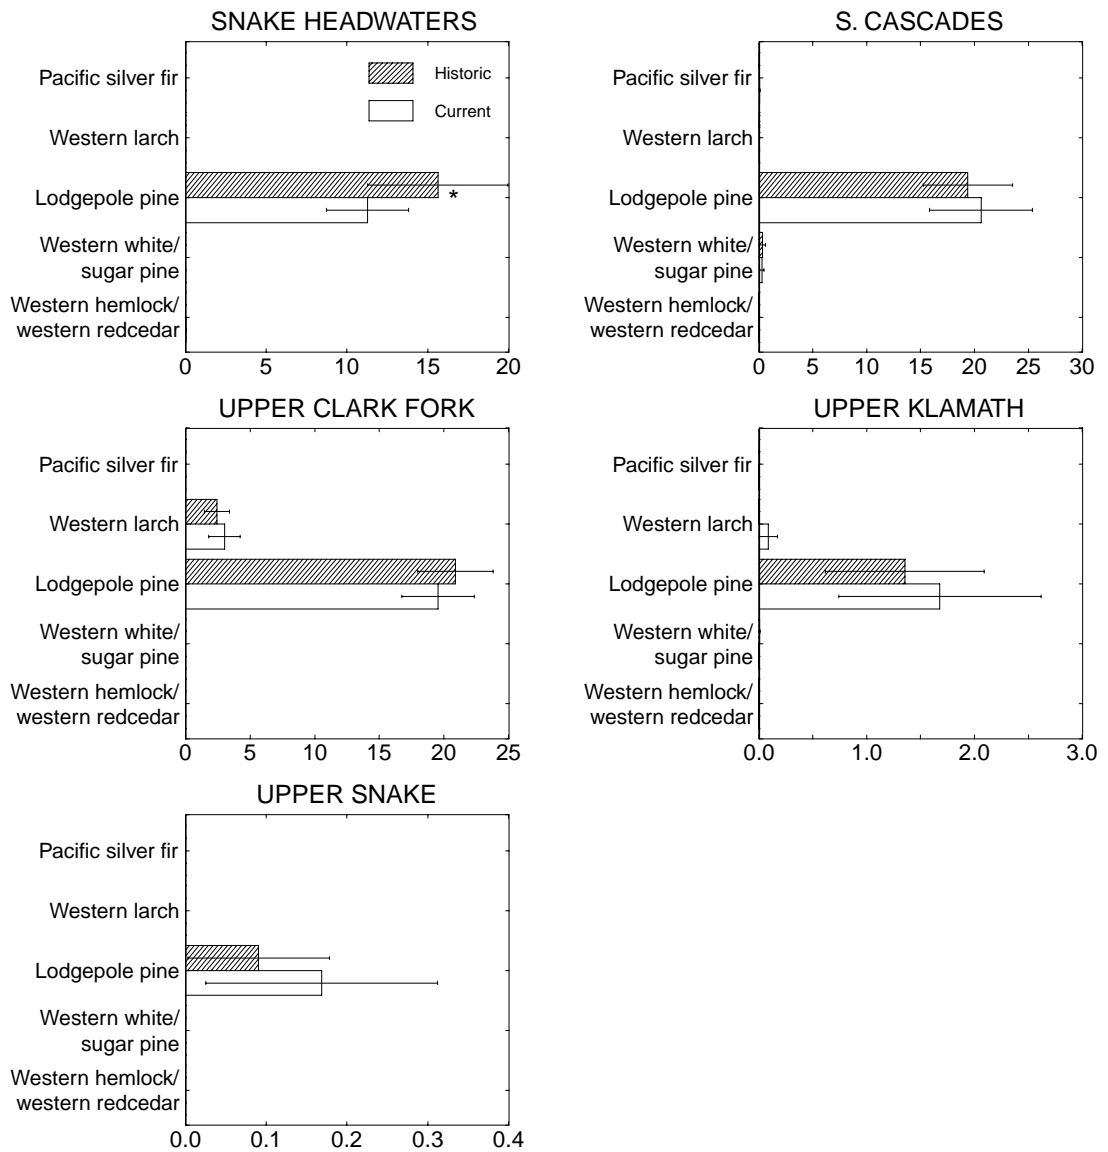 SNAKE HEADWATERS
Pacific silver fir
Western larch
Lodgepole pine
Western white/
sugar pine
Western hemlock/
western redcedar
Historic
Current
*
0 5 10 15 20
S. CASCADES
Pacific silver fir
Western larch
Lodgepole pine
Western white/
sugar pine
Western hemlock/
western redcedar
0 5 10 15 20 25 30
UPPER CLARK FORK
Pacific silver fir
Western larch
Lodgepole pine
Western white/
sugar pine
Western hemlock/
western redcedar
0 5 10 15 20 25
UPPER KLAMATH
Pacific silver fir
Western larch
Lodgepole pine
Western white/
sugar pine
Western hemlock/
western redcedar
0.0 1.0 2.0 3.0
UPPER SNAKE
Pacific silver fir
Western larch
Lodgepole pine
Western white/
sugar pine
Western hemlock/
western redcedar
0.0 0.1 0.2 0.3 0.4